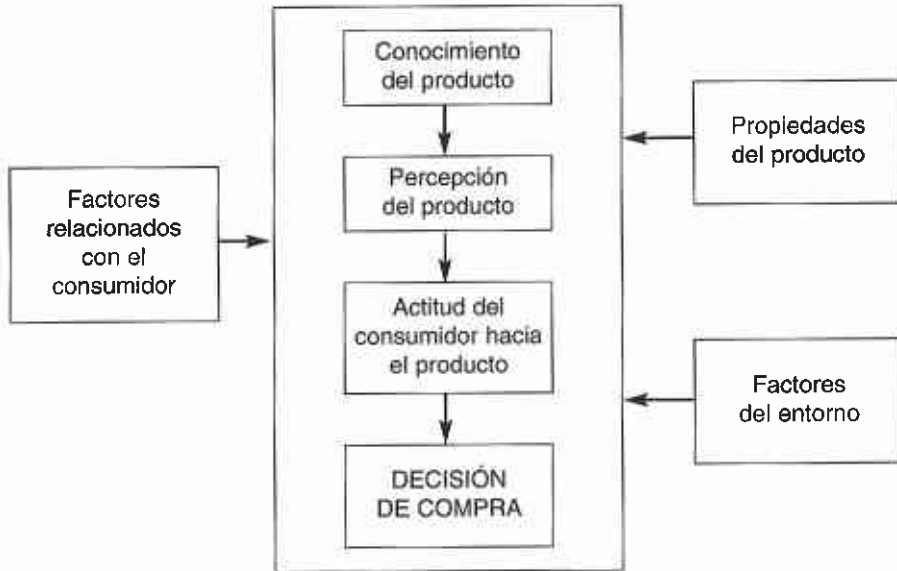 Conocimiento
del producto
Percepción
del producto
Actitud del
consumidor hacia
el producto
DECISIÓN
DE COMPRA
Factores
relacionados
con el
consumidor
Propiedades
del producto
Factores
del entorno